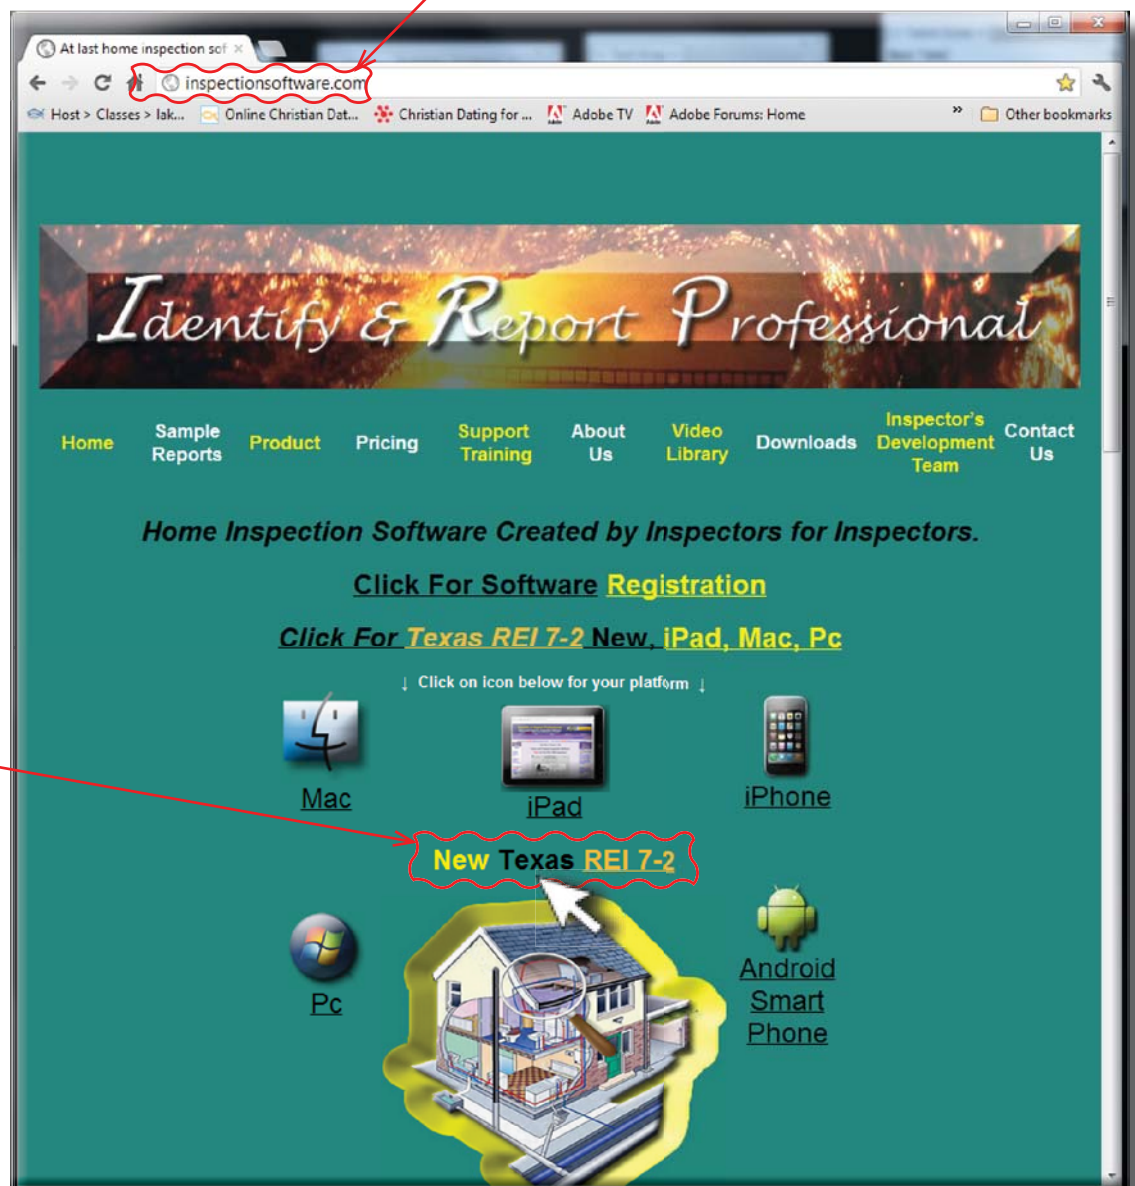 At last home inspection sof
inspectionsoftware.com
Host > Classes > lak... Online Christian Dat... Christian Dating for ... Adobe TV Adobe Forums: Home » Other bookmarks
Identify & Report Professional
Home Sample Reports Product Pricing Support Training About Us Video Library Downloads Inspector's Development Team Contact Us
Home Inspection Software Created by Inspectors for Inspectors.
Click For Software Registration
Click For Texas REI 7-2 New, iPad, Mac, Pc
↓ Click on icon below for your platform ↓
Mac
iPad
iPhone
New Texas REI 7-2
Pc
Android
Smart
Phone